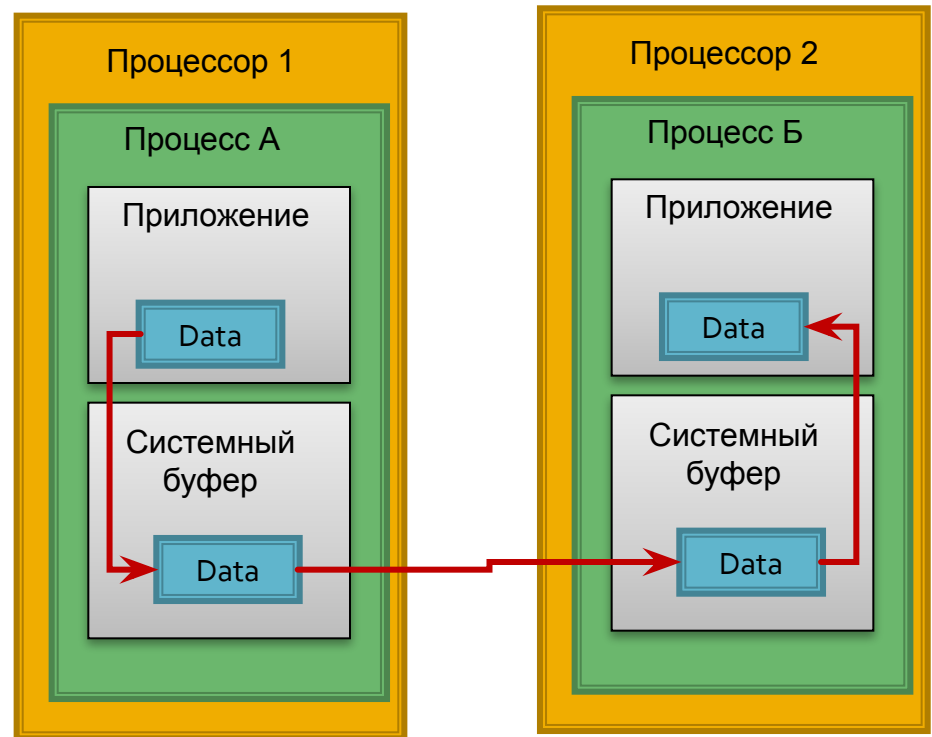 Процессор 1
Процесс А
Приложение
Data
Системный
буфер
Data
Процессор 2
Процесс Б
Приложение
Data
Системный
буфер
Data